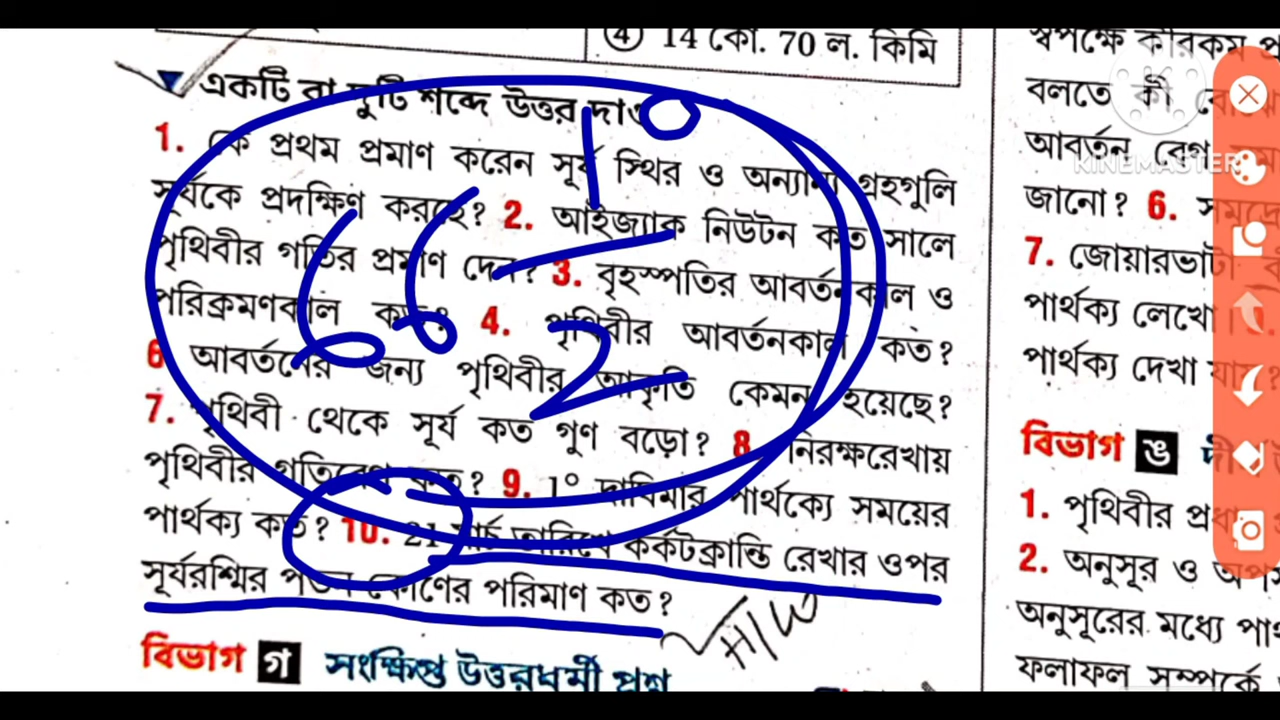 ④ 14 কো. 70 ল. কিমি
একটি বা দুটি শব্দে উত্তর দাও
1. কে প্রথম প্রমাণ করেন সূর্য স্থির ও অন্যান্য গ্রহগুলি
সূর্যকে প্রদক্ষিণ করছে? 2. আইজ্যাক নিউটন কত সালে
পৃথিবীর গতির প্রমাণ দেন? 3. বৃহস্পতির আবর্তনকাল ও
পরিক্রমণকাল কত? 4. পৃথিবীর আবর্তনকাল কত?
6 আবর্তনের জন্য পৃথিবীর আকৃতি কেমন হয়েছে?
7. পৃথিবী থেকে সূর্য কত গুণ বড়ো? 8 নিরক্ষরেখায়
পৃথিবীর গতিবেগ কত? 9. 1° দ্রাঘিমার পার্থক্যে সময়ের
পার্থক্য কত? 10. 21 মার্চ তারিখে কর্কটক্রান্তি রেখার ওপর
সূর্যরশ্মির পতন কোণের পরিমাণ কত?
H/W
66 1/2
বিভাগ গ সংক্ষিপ্ত উত্তরধর্মী প্রশ্ন
বলতে কী
আবর্তন বেগ
জানো? 6.
7. জোয়ারভাটা
পার্থক্য লেখো।
পার্থক্য দেখা যায়?
বিভাগ ঙ
1. পৃথিবীর
2. অনুসূর ও
অনুসূরের মধ্যে
ফলাফল সম্পর্কে
KINEMASTER